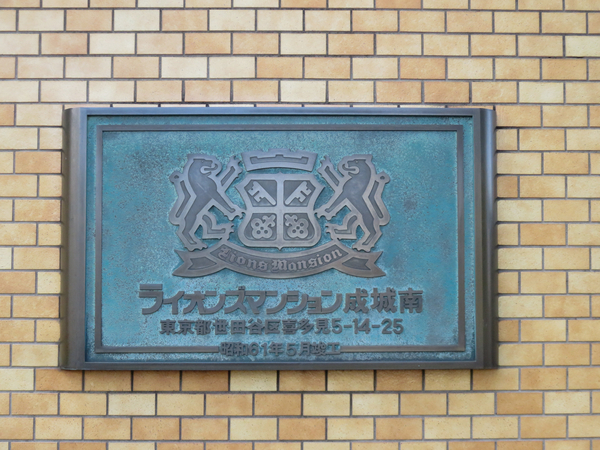 Lions Mansion
ライオンズマンション成城南
東京都世田谷区喜多見5-14-25
昭和61年5月竣工